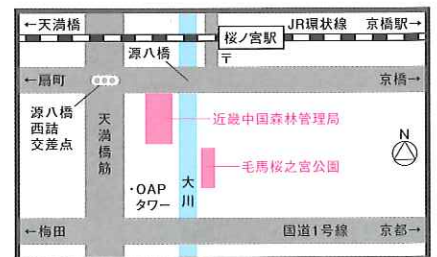 ←天満橋
JR環状線 京橋駅→
桜ノ宮駅
源八橋
〒
←扇町
京橋→
源八橋
西詰
交差点
天満橋筋
近畿中国森林管理局
毛馬桜之宮公園
N
・OAP
タワー
大川
←梅田
国道1号線 京都→